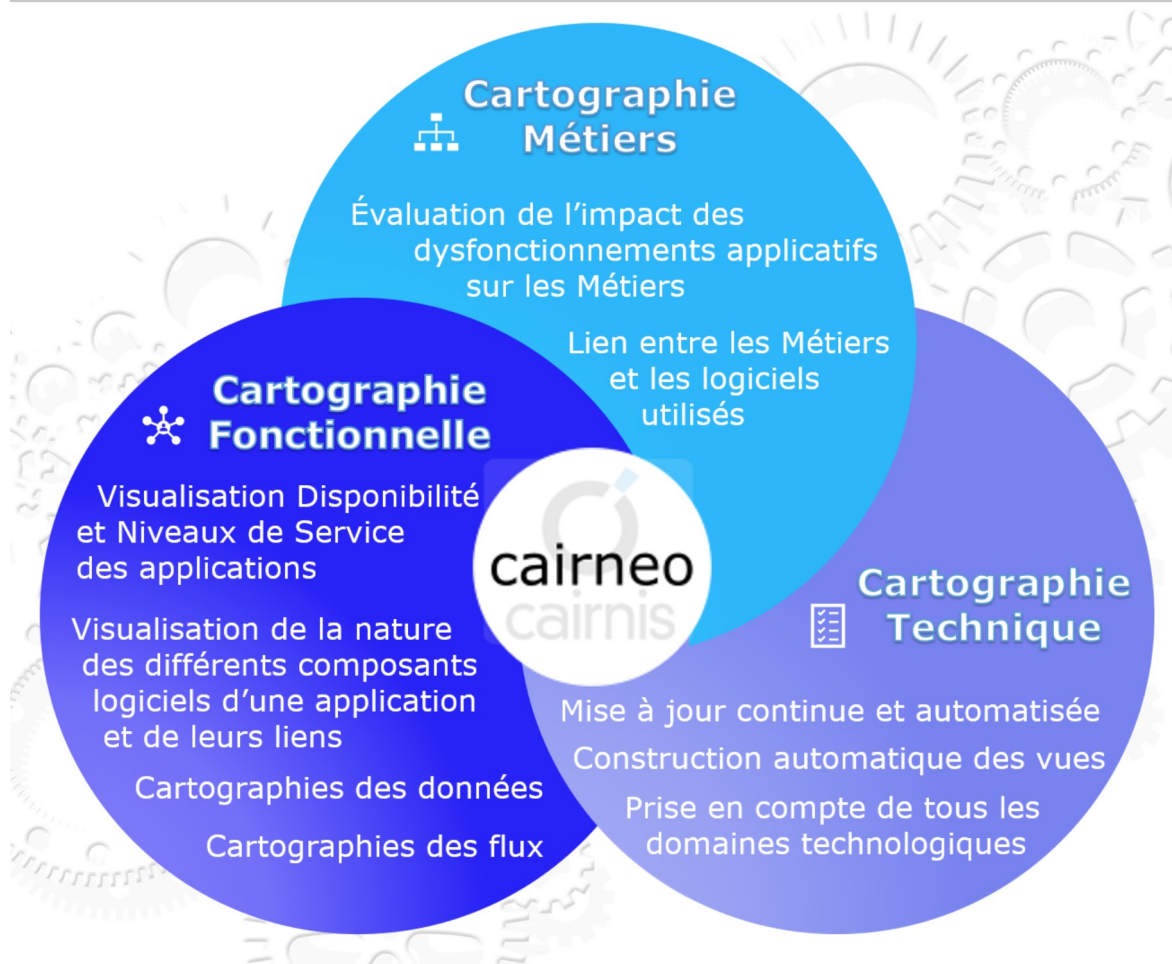 Cartographie
Métiers
Évaluation de l’impact des
dysfonctionnements applicatifs
sur les Métiers
Lien entre les Métiers
et les logiciels
utilisés
Cartographie
Fonctionnelle
Visualisation Disponibilité
et Niveaux de Service
des applications
Visualisation de la nature
des différents composants
logiciels d’une application
et de leurs liens
Cartographies des données
Cartographies des flux
cairneo
cairnis
Cartographie
Technique
Mise à jour continue et automatisée
Construction automatique des vues
Prise en compte de tous les
domaines technologiques